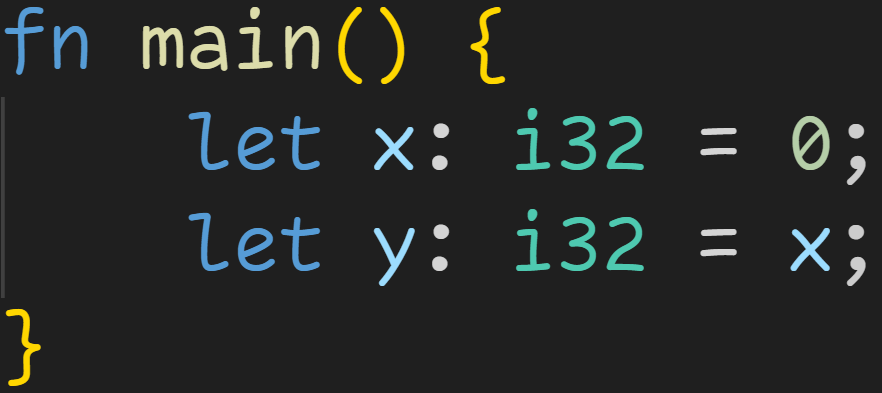 fn main() {
    let x: i32 = 0;
    let y: i32 = x;
}